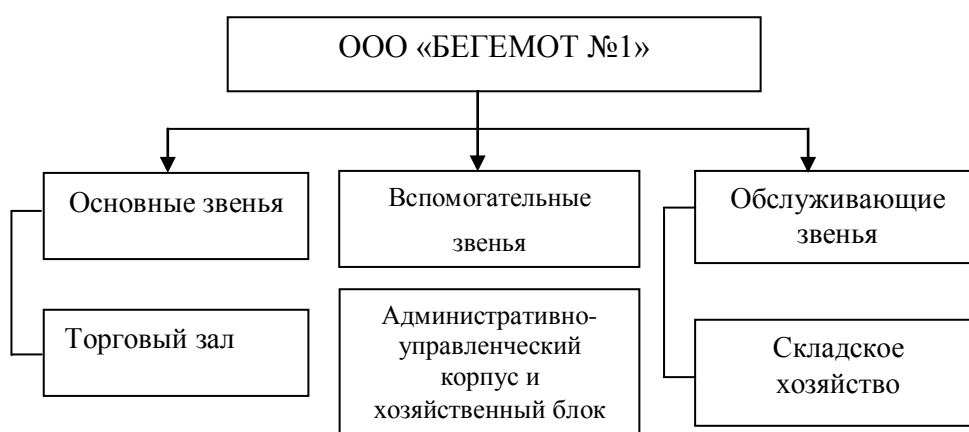 ООО «БЕГЕМОТ №1»
Основные звенья
Вспомогательные
звенья
Обслуживающие
звенья
Торговый зал
Административно-
управленческий
корпус и
хозяйственный блок
Складское
хозяйство